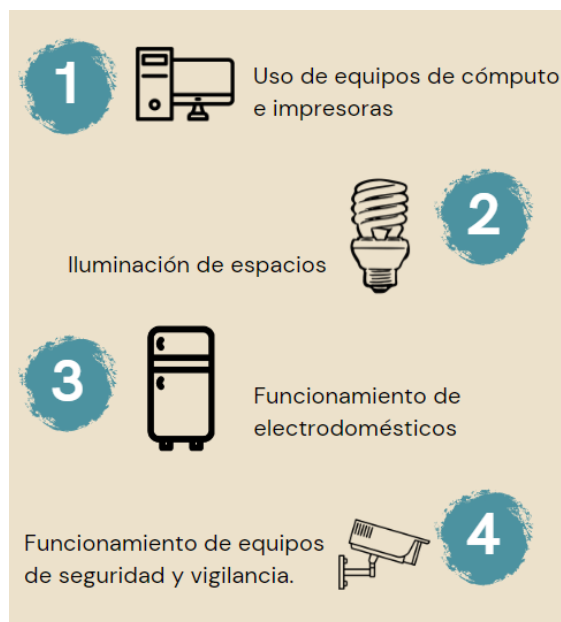 1
Uso de equipos de cómputo
e impresoras
2
Iluminación de espacios
3
Funcionamiento de
electrodomésticos
4
Funcionamiento de equipos
de seguridad y vigilancia.